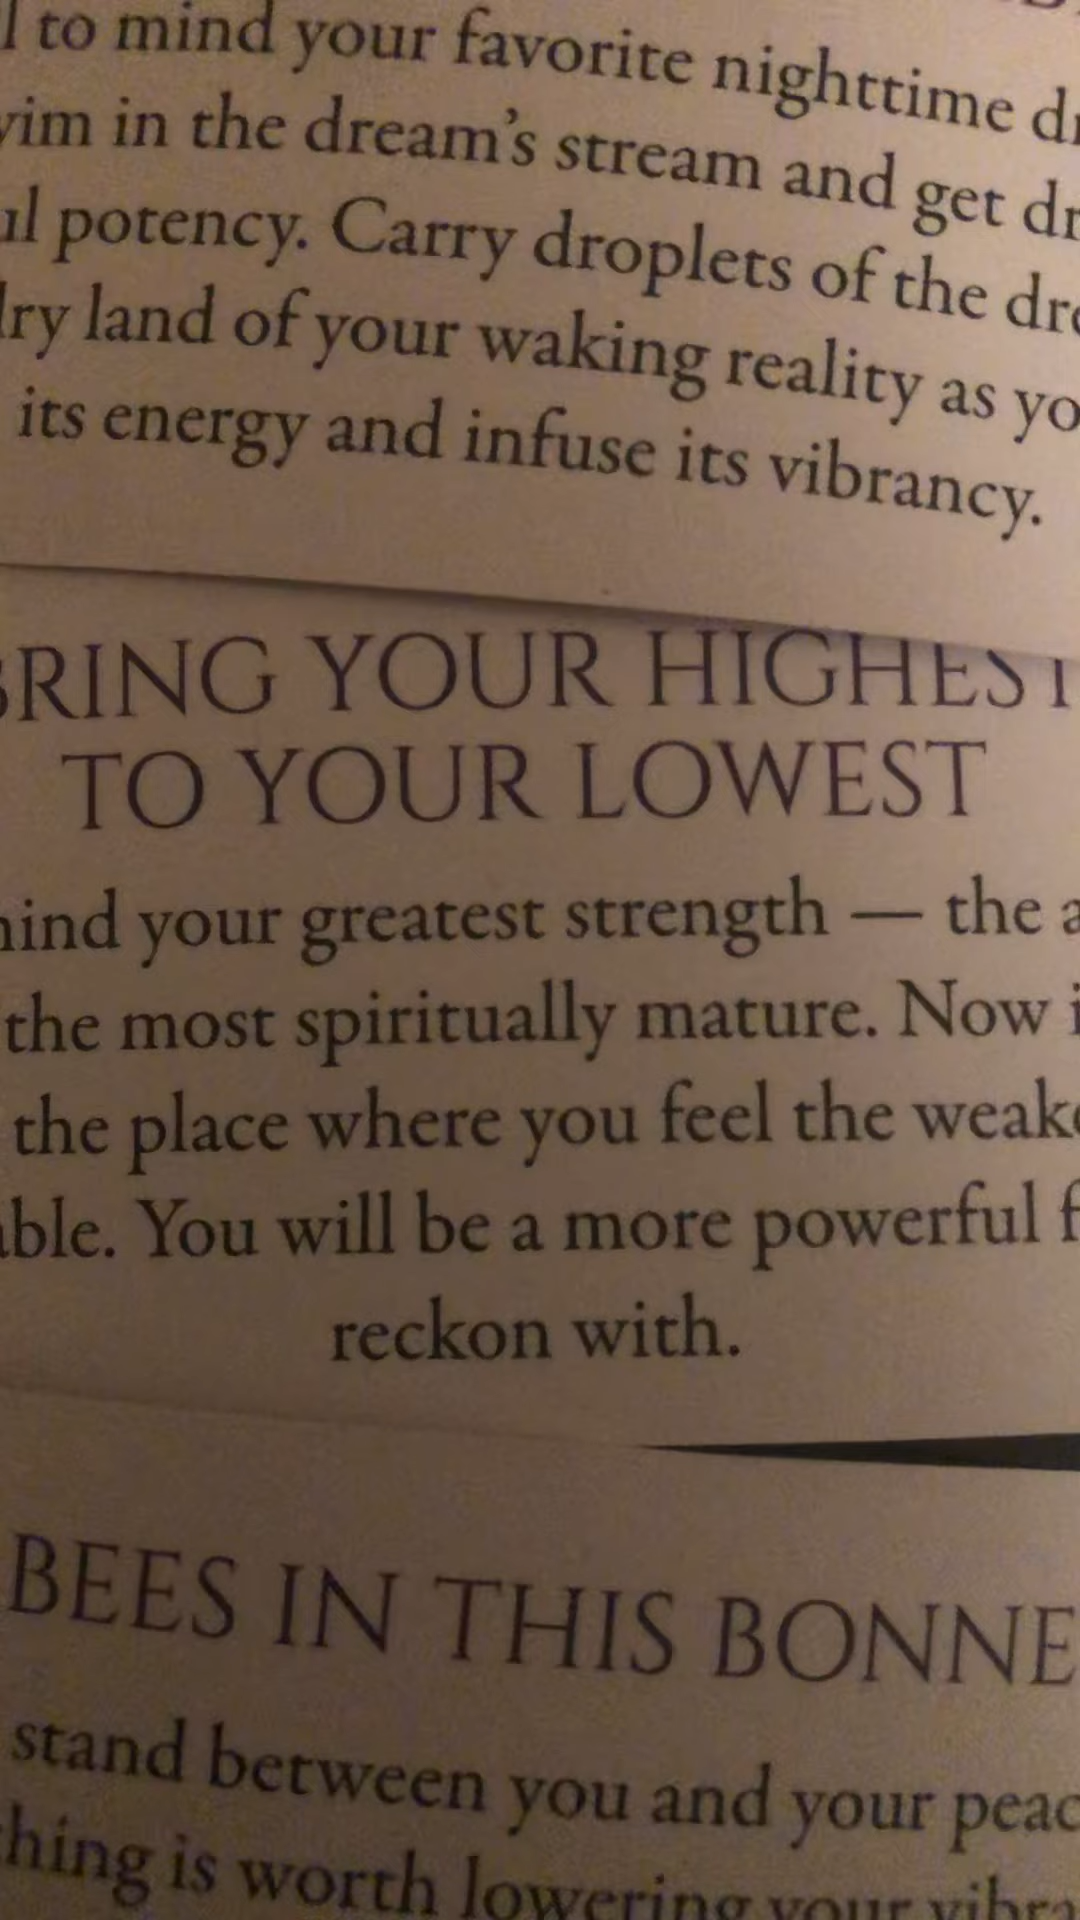 to mind your favorite nighttime
in the dream's stream and get
potency. Carry droplets of the
land of your waking reality as
its energy and infuse its vibrancy.
BRING YOUR HIGHEST
TO YOUR LOWEST
your greatest strength — the
the most spiritually mature. Now
the place where you feel the
You will be a more powerful
reckon with.
BEES IN THIS
stand between you and your
is worth lowering your